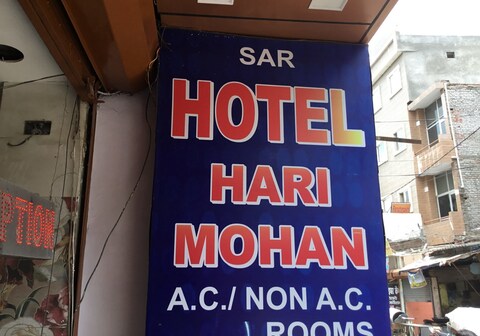 SAR
HOTEL
HARI
MOHAN
A.C./ NON A.C.
ROOMS
PTION